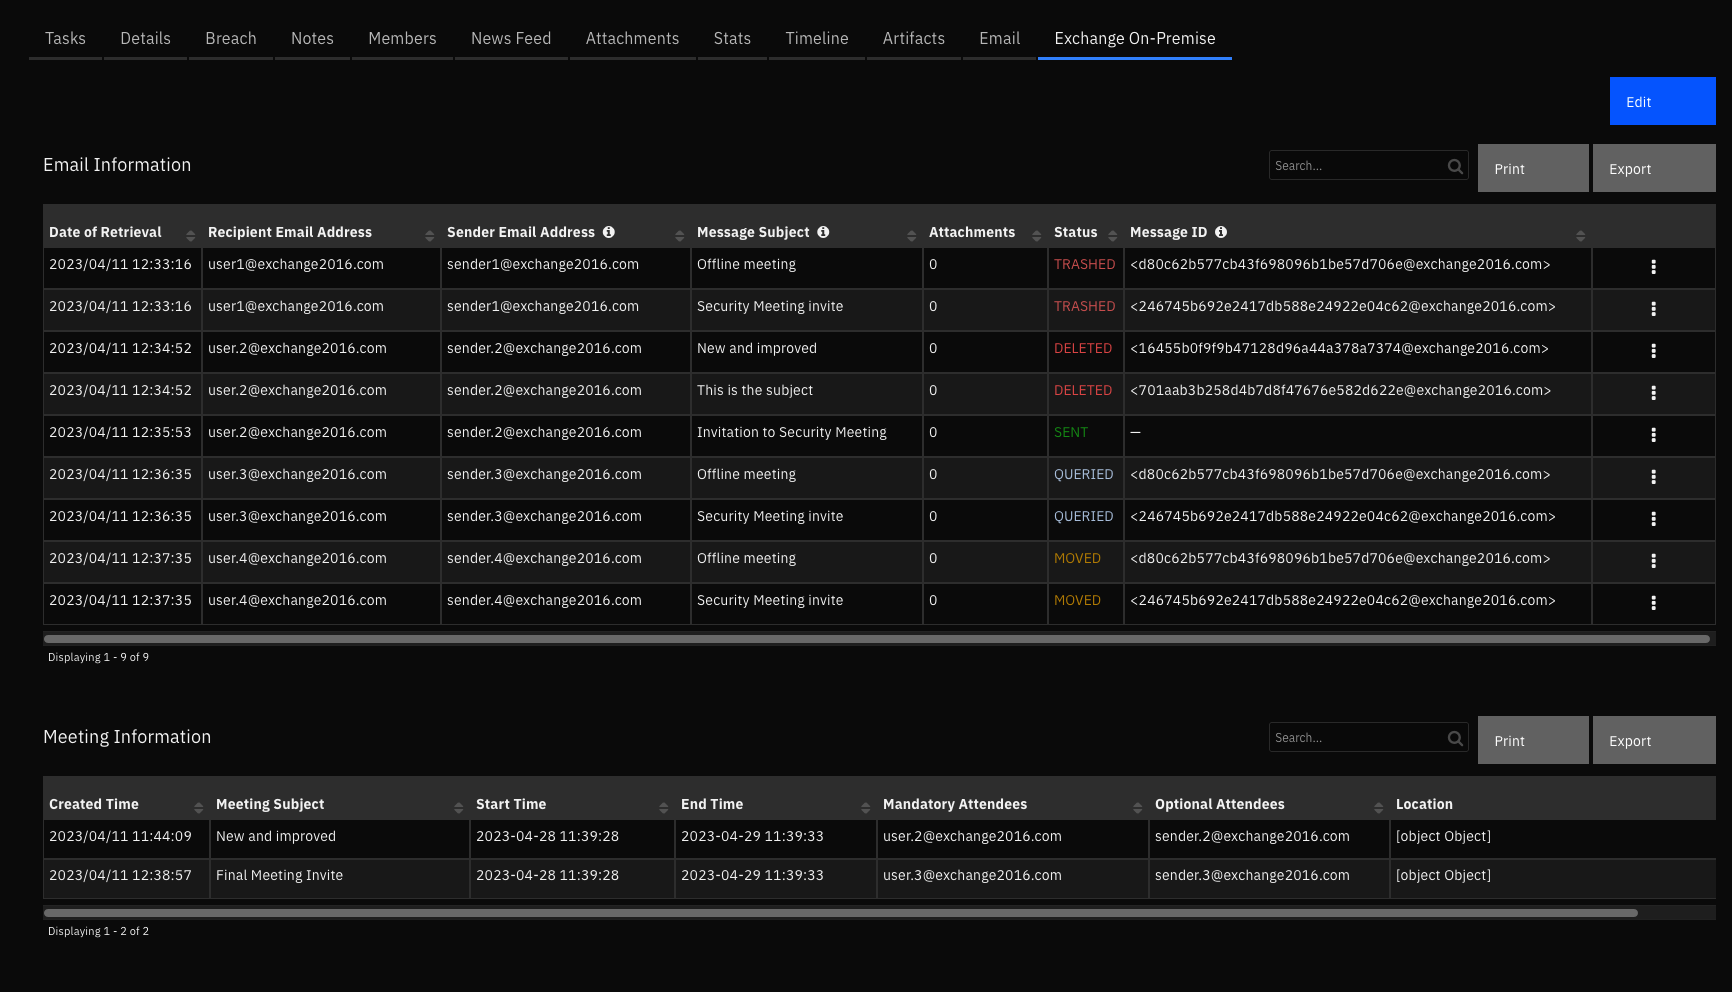 Tasks Details Breach Notes Members News Feed Attachments Stats Timeline Artifacts Email Exchange On-Premise
Edit
Email Information Search... Print Export
Date of Retrieval Recipient Email Address Sender Email Address Message Subject Attachments Status Message ID
2023/04/11 12:33:16 user1@exchange2016.com sender1@exchange2016.com Offline meeting 0 TRASHED <d80c62b577cb43f698096b1be57d706e@exchange2016.com>
2023/04/11 12:33:16 user1@exchange2016.com sender1@exchange2016.com Security Meeting invite 0 TRASHED <246745b692e2417db588e24922e04c62@exchange2016.com>
2023/04/11 12:34:52 user.2@exchange2016.com sender.2@exchange2016.com New and improved 0 DELETED <16455b0f9f9b47128d96a44a378a7374@exchange2016.com>
2023/04/11 12:34:52 user.2@exchange2016.com sender.2@exchange2016.com This is the subject 0 DELETED <701aab3b258d4b7d8f47676e582d622e@exchange2016.com>
2023/04/11 12:35:53 user.2@exchange2016.com sender.2@exchange2016.com Invitation to Security Meeting 0 SENT —
2023/04/11 12:36:35 user.3@exchange2016.com sender.3@exchange2016.com Offline meeting 0 QUERIED <d80c62b577cb43f698096b1be57d706e@exchange2016.com>
2023/04/11 12:36:35 user.3@exchange2016.com sender.3@exchange2016.com Security Meeting invite 0 QUERIED <246745b692e2417db588e24922e04c62@exchange2016.com>
2023/04/11 12:37:35 user.4@exchange2016.com sender.4@exchange2016.com Offline meeting 0 MOVED <d80c62b577cb43f698096b1be57d706e@exchange2016.com>
2023/04/11 12:37:35 user.4@exchange2016.com sender.4@exchange2016.com Security Meeting invite 0 MOVED <246745b692e2417db588e24922e04c62@exchange2016.com>
Displaying 1 - 9 of 9
Meeting Information Search... Print Export
Created Time Meeting Subject Start Time End Time Mandatory Attendees Optional Attendees Location
2023/04/11 11:44:09 New and improved 2023-04-28 11:39:28 2023-04-29 11:39:33 user.2@exchange2016.com sender.2@exchange2016.com [object Object]
2023/04/11 12:38:57 Final Meeting Invite 2023-04-28 11:39:28 2023-04-29 11:39:33 user.3@exchange2016.com sender.3@exchange2016.com [object Object]
Displaying 1 - 2 of 2